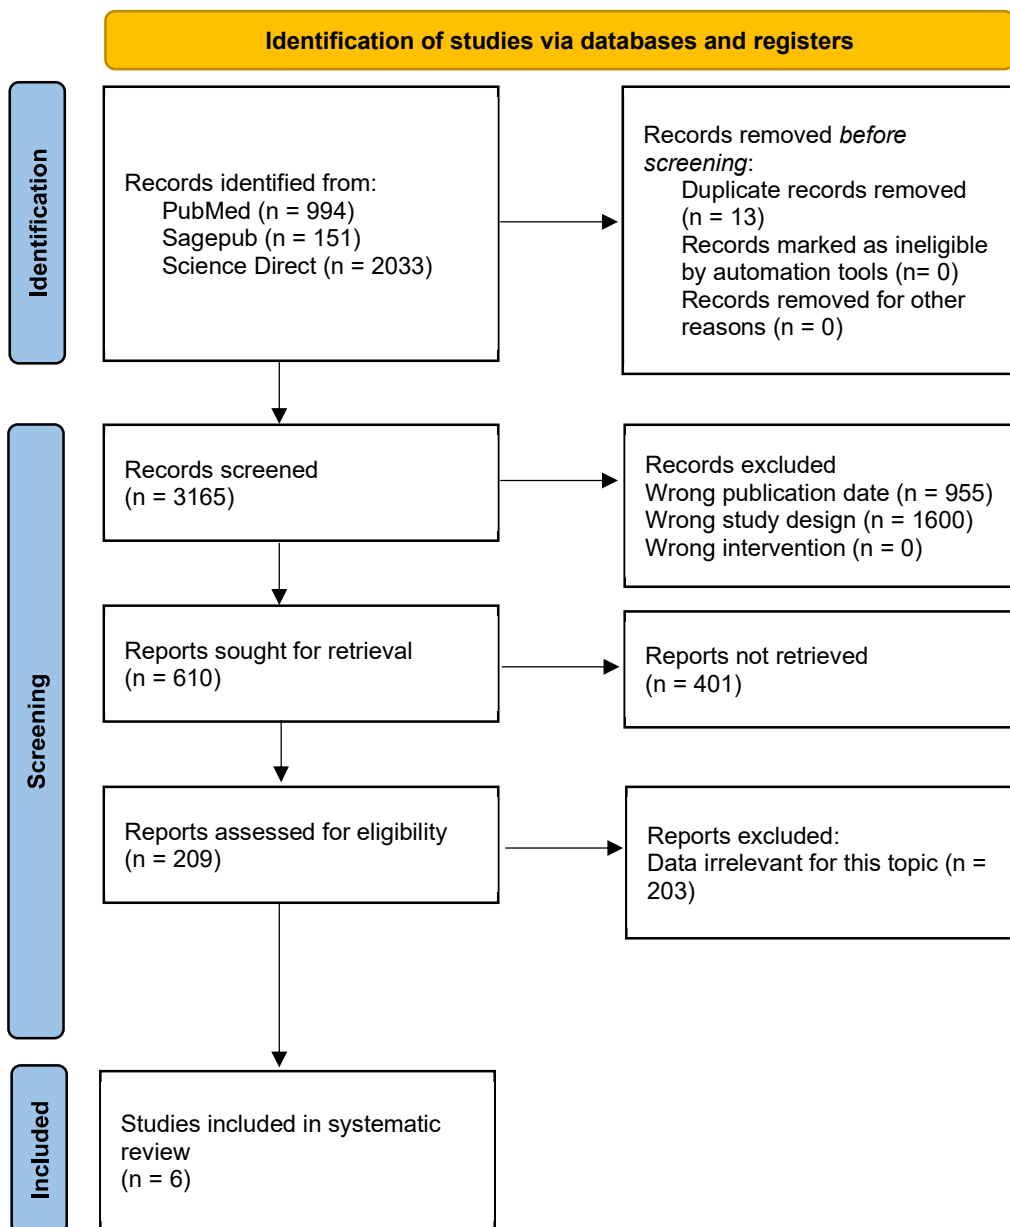 Identification of studies via databases and registers
Identification
Records identified from:
PubMed (n = 994)
Sagepub (n = 151)
Science Direct (n = 2033)
Records removed before
screening:
Duplicate records removed
(n = 13)
Records marked as ineligible
by automation tools (n= 0)
Records removed for other
reasons (n = 0)
Screening
Records screened
(n = 3165)
Records excluded
Wrong publication date (n = 955)
Wrong study design (n = 1600)
Wrong intervention (n = 0)
Reports sought for retrieval
(n = 610)
Reports not retrieved
(n = 401)
Reports assessed for eligibility
(n = 209)
Reports excluded:
Data irrelevant for this topic (n =
203)
Included
Studies included in systematic
review
(n = 6)